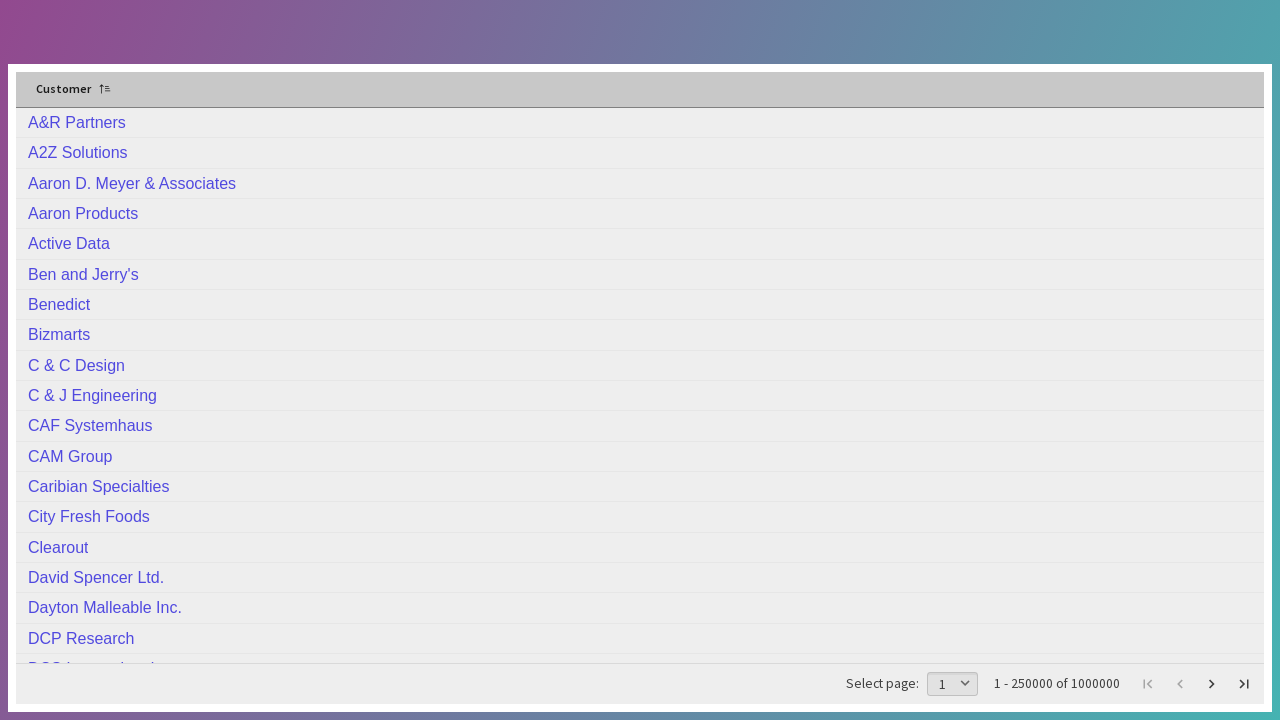 Customer
A&R Partners
A2Z Solutions
Aaron D. Meyer & Associates
Aaron Products
Active Data
Ben and Jerry's
Benedict
Bizmarts
C & C Design
C & J Engineering
CAF Systemhaus
CAM Group
Caribian Specialties
City Fresh Foods
Clearout
David Spencer Ltd.
Dayton Malleable Inc.
DCP Research
Select page: 1 1 - 250000 of 1000000